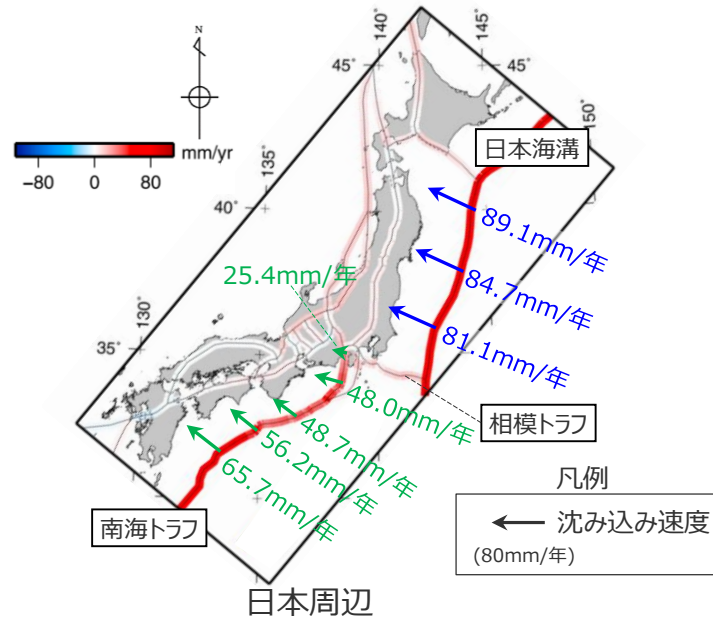 N
140°
145°
45°
45°
150°
135°
mm/yr
−80
0
80
日本海溝
40°
89.1mm/年
25.4mm/年
84.7mm/年
130°
81.1mm/年
35°
48.0mm/年
相模トラフ
48.7mm/年
56.2mm/年
65.7mm/年
南海トラフ
凡例
沈み込み速度
(80mm/年)
日本周辺